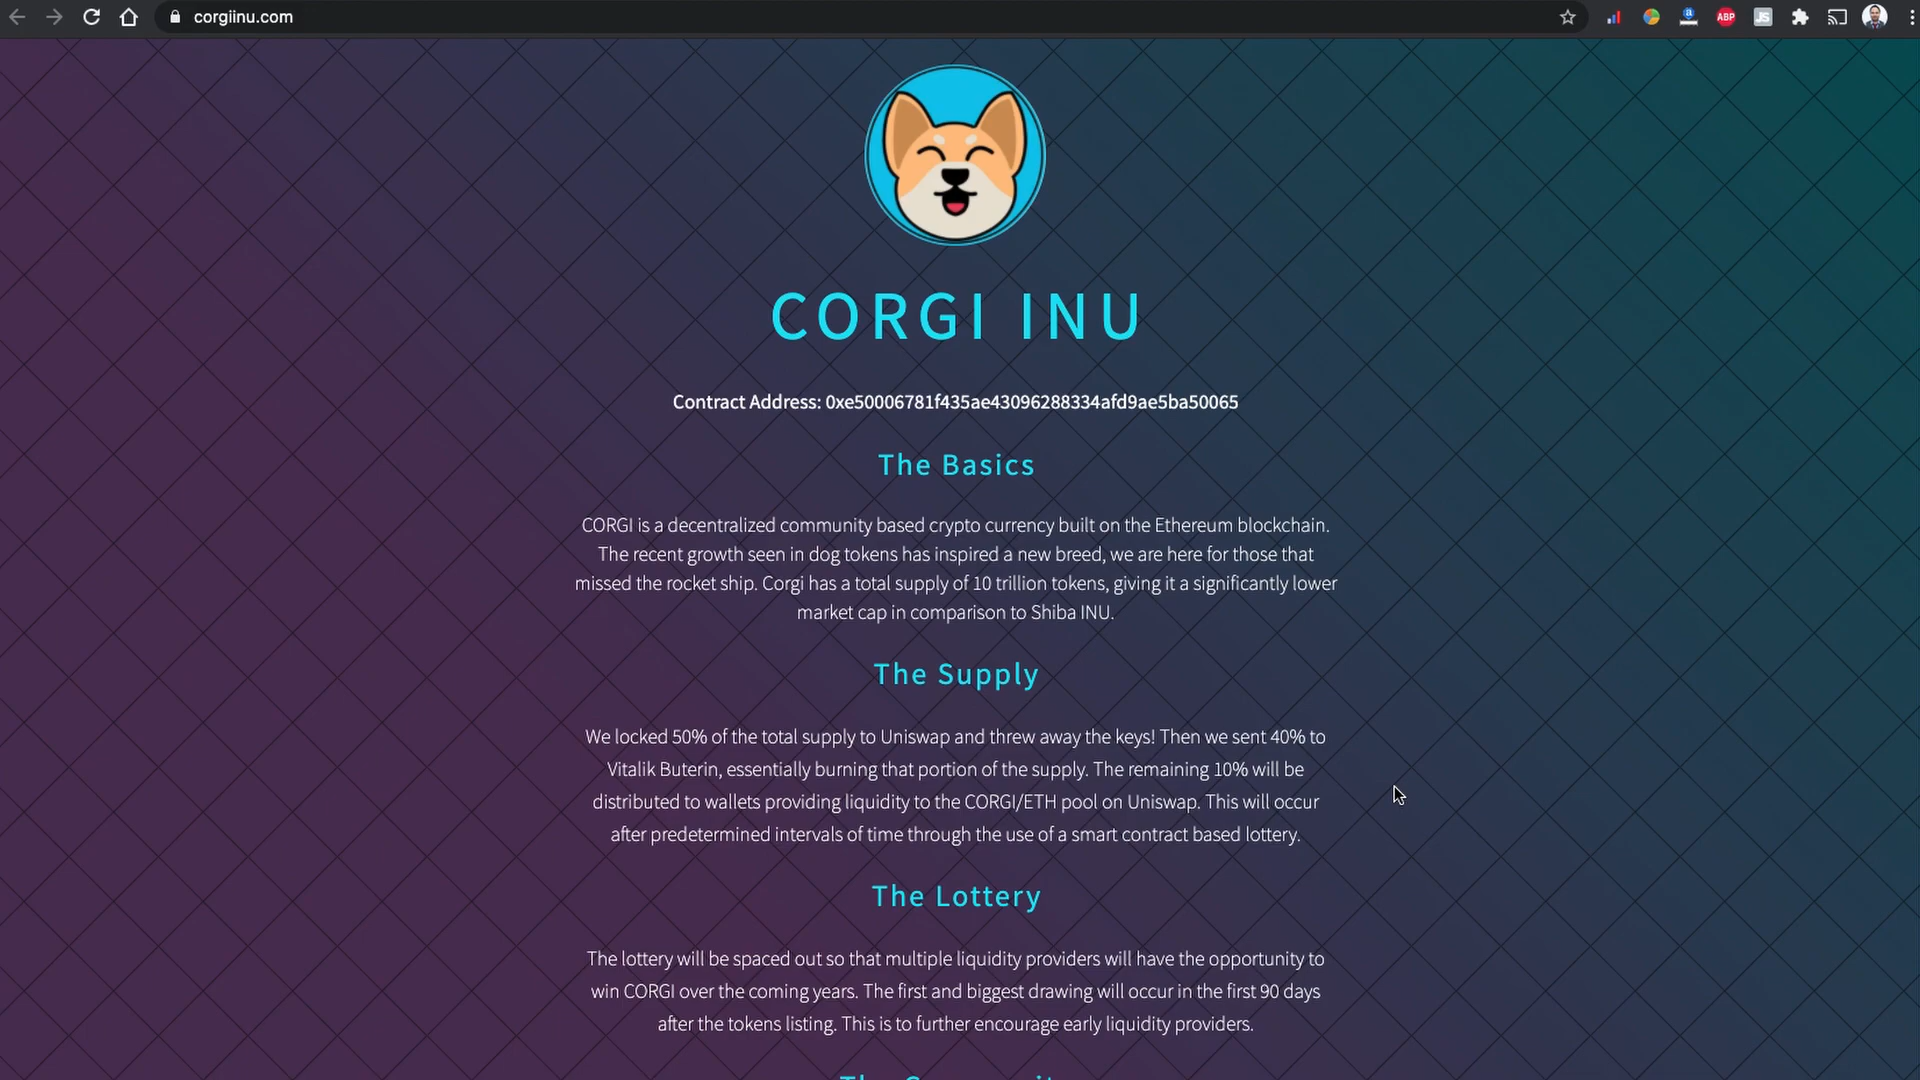 corgiinu.com
ABP
JS
CORGI INU
Contract Address: 0xe50006781f435ae43096288334afd9ae5ba50065
The Basics
CORGI is a decentralized community based crypto currency built on the Ethereum blockchain.
The recent growth seen in dog tokens has inspired a new breed, we are here for those that
missed the rocket ship. Corgi has a total supply of 10 trillion tokens, giving it a significantly lower
market cap in comparison to Shiba INU.
The Supply
We locked 50% of the total supply to Uniswap and threw away the keys! Then we sent 40% to
Vitalik Buterin, essentially burning that portion of the supply. The remaining 10% will be
distributed to wallets providing liquidity to the CORGI/ETH pool on Uniswap. This will occur
after predetermined intervals of time through the use of a smart contract based lottery.
The Lottery
The lottery will be spaced out so that multiple liquidity providers will have the opportunity to
win CORGI over the coming years. The first and biggest drawing will occur in the first 90 days
after the tokens listing. This is to further encourage early liquidity providers.